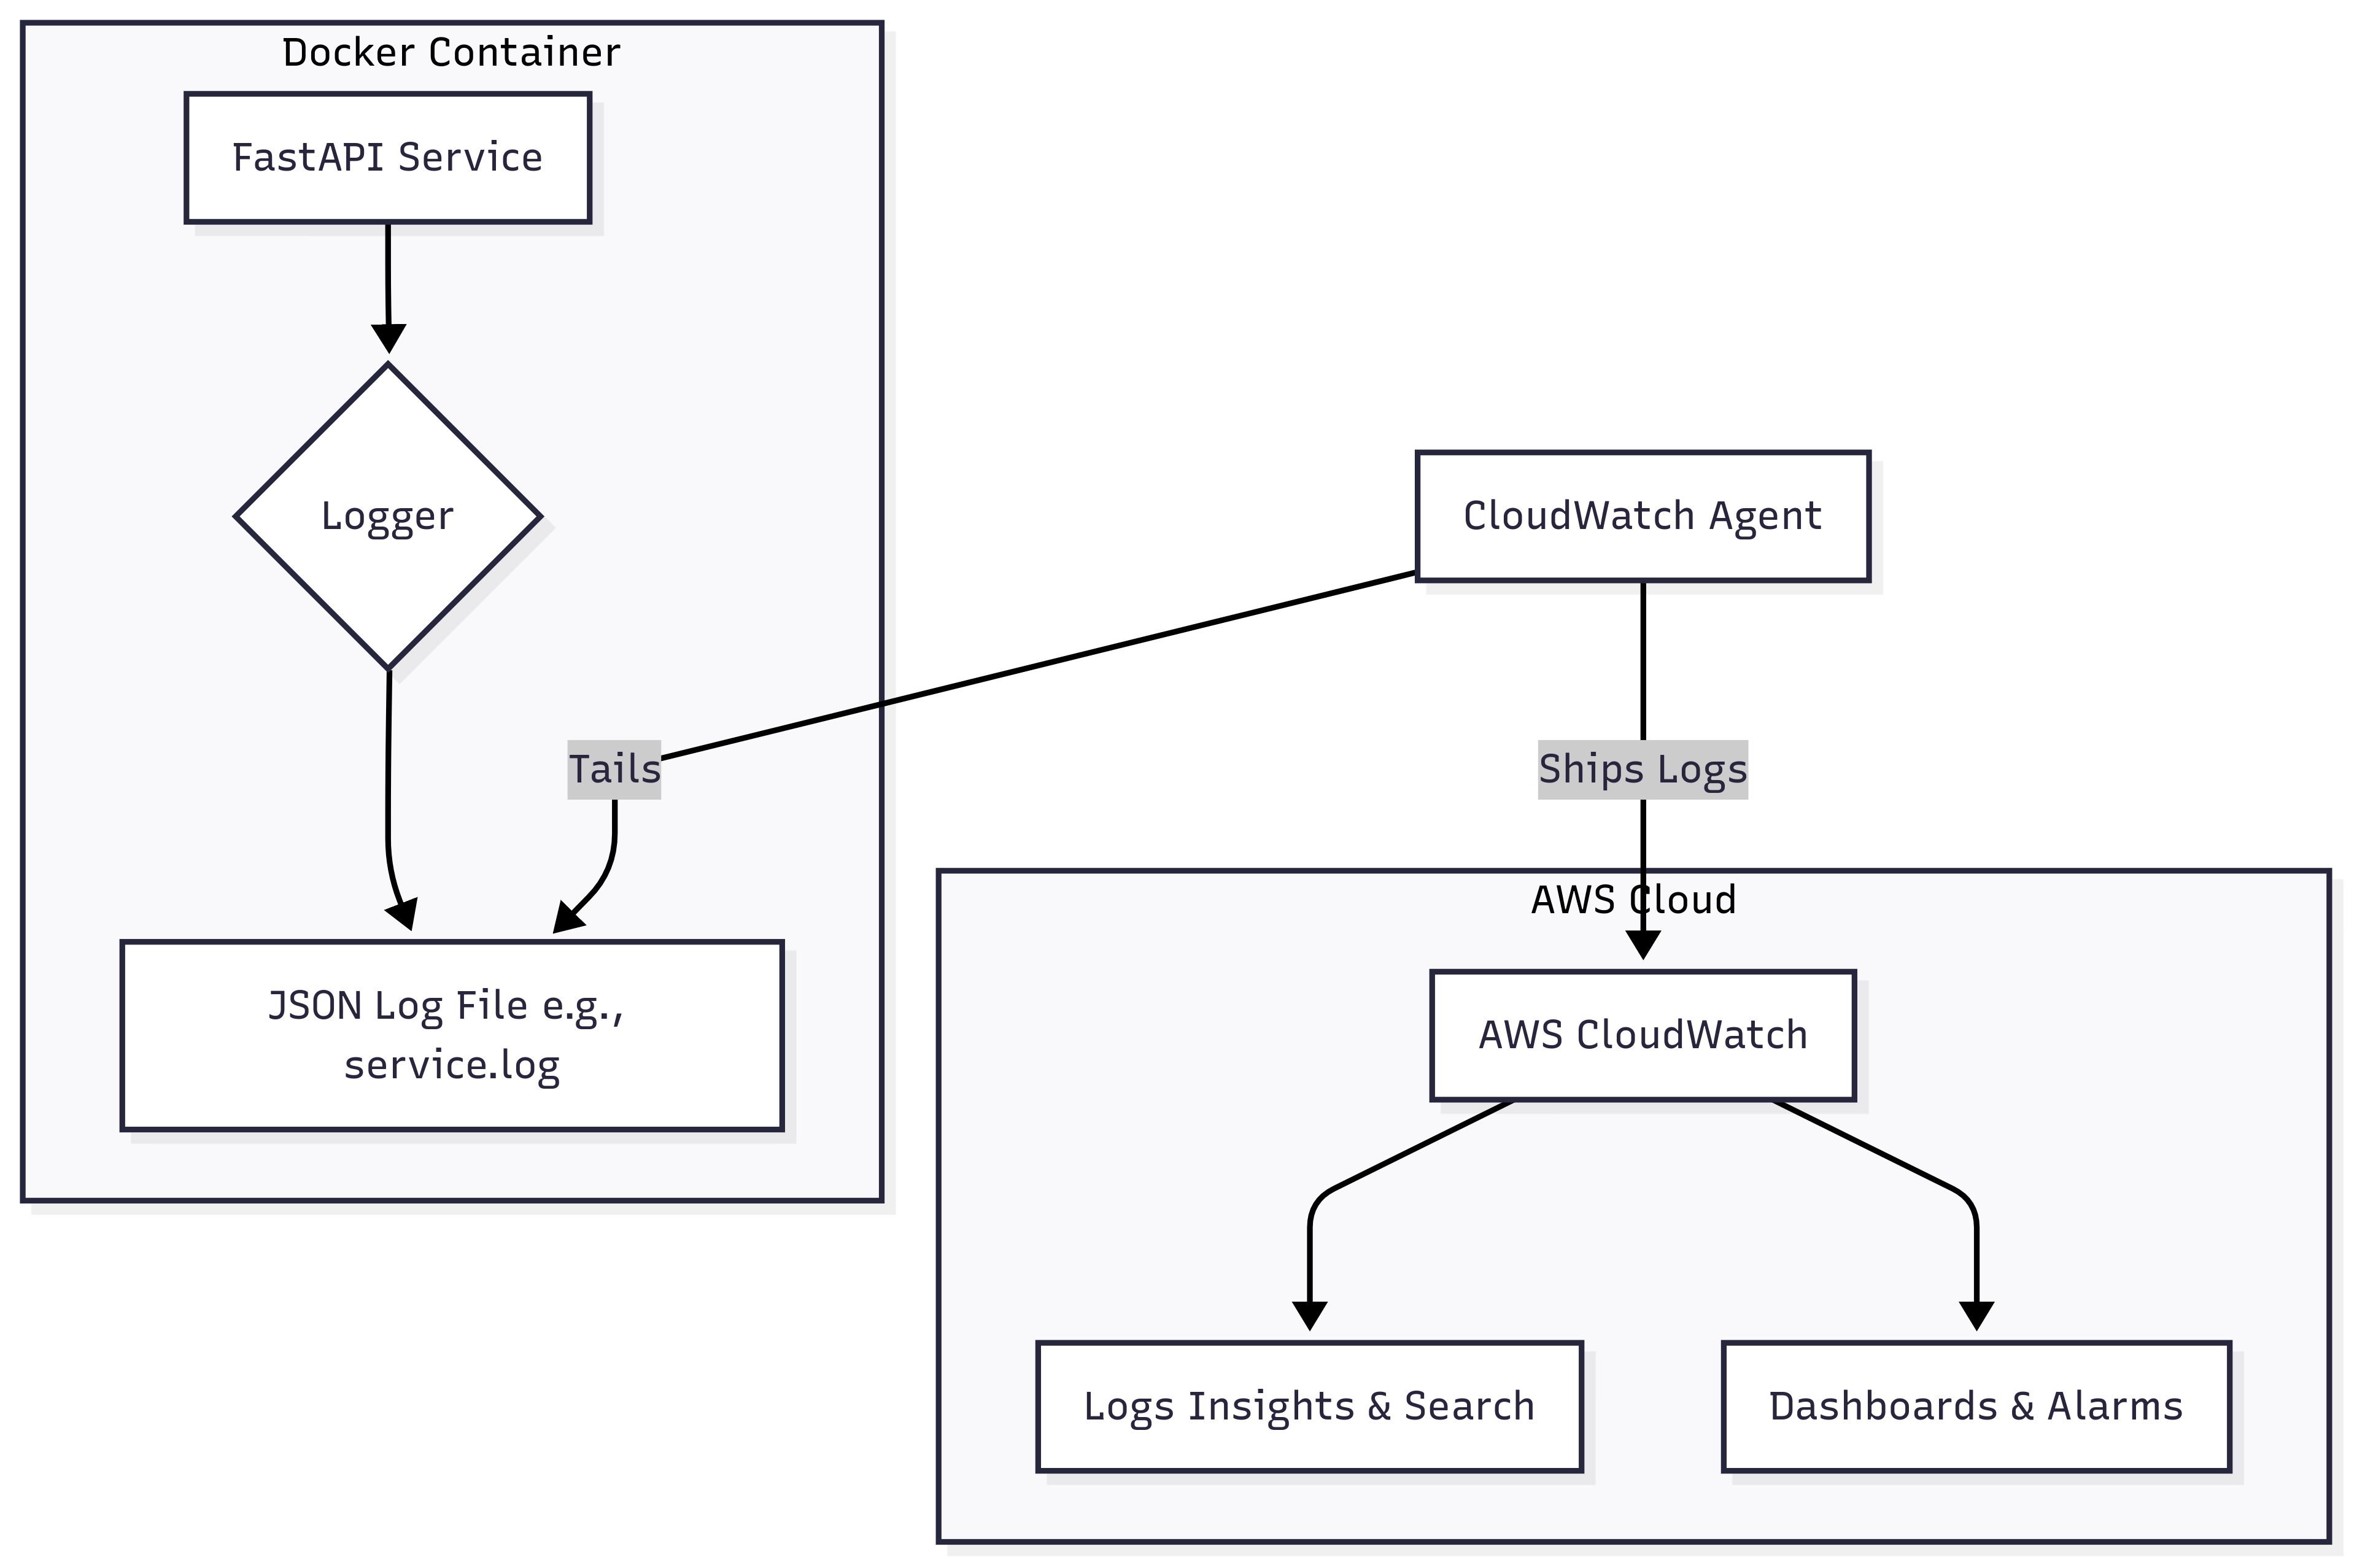 Docker Container
FastAPI Service
Logger
CloudWatch Agent
Tails
Ships Logs
AWS Cloud
JSON Log File e.g.,
service.log
AWS CloudWatch
Logs Insights & Search
Dashboards & Alarms